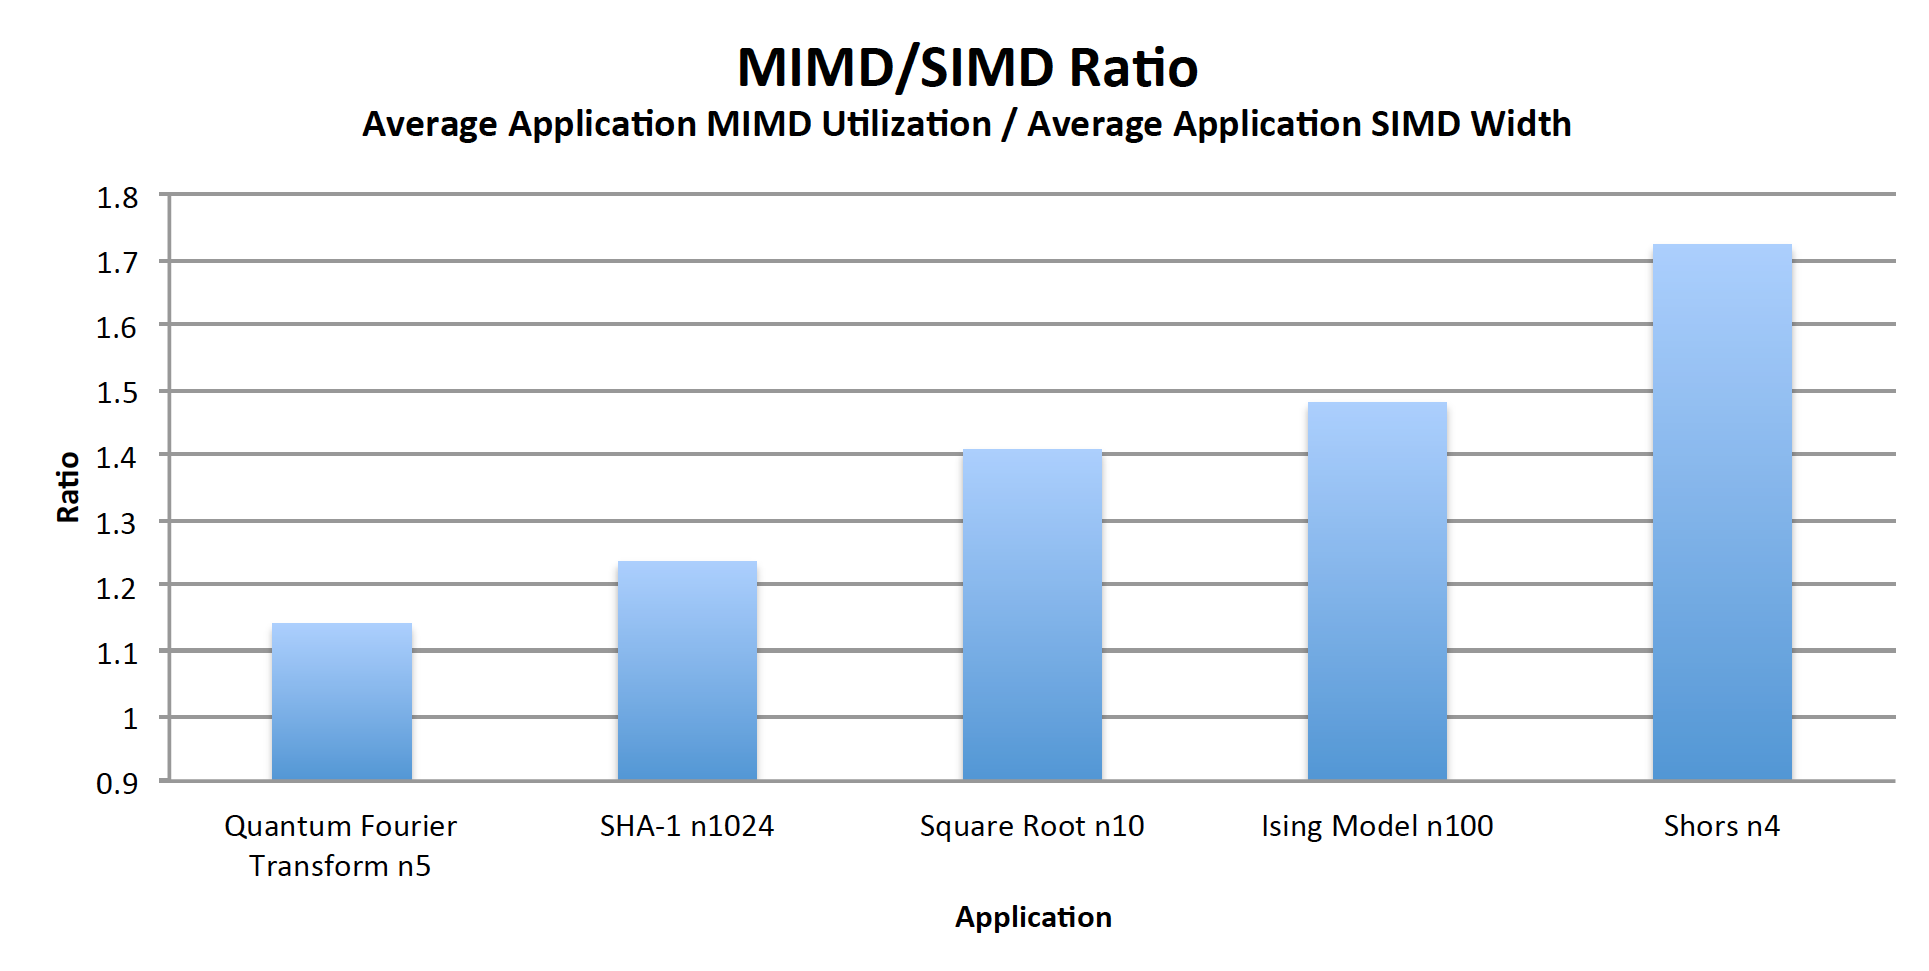 MIMD/SIMD Ratio
Average Application MIMD Utilization / Average Application SIMD Width
1.8
1.7
1.6
1.5
1.4
1.3
1.2
1.1
1
0.9
Ratio
Quantum Fourier
Transform n5
SHA-1 n1024
Square Root n10
Ising Model n100
Shors n4
Application